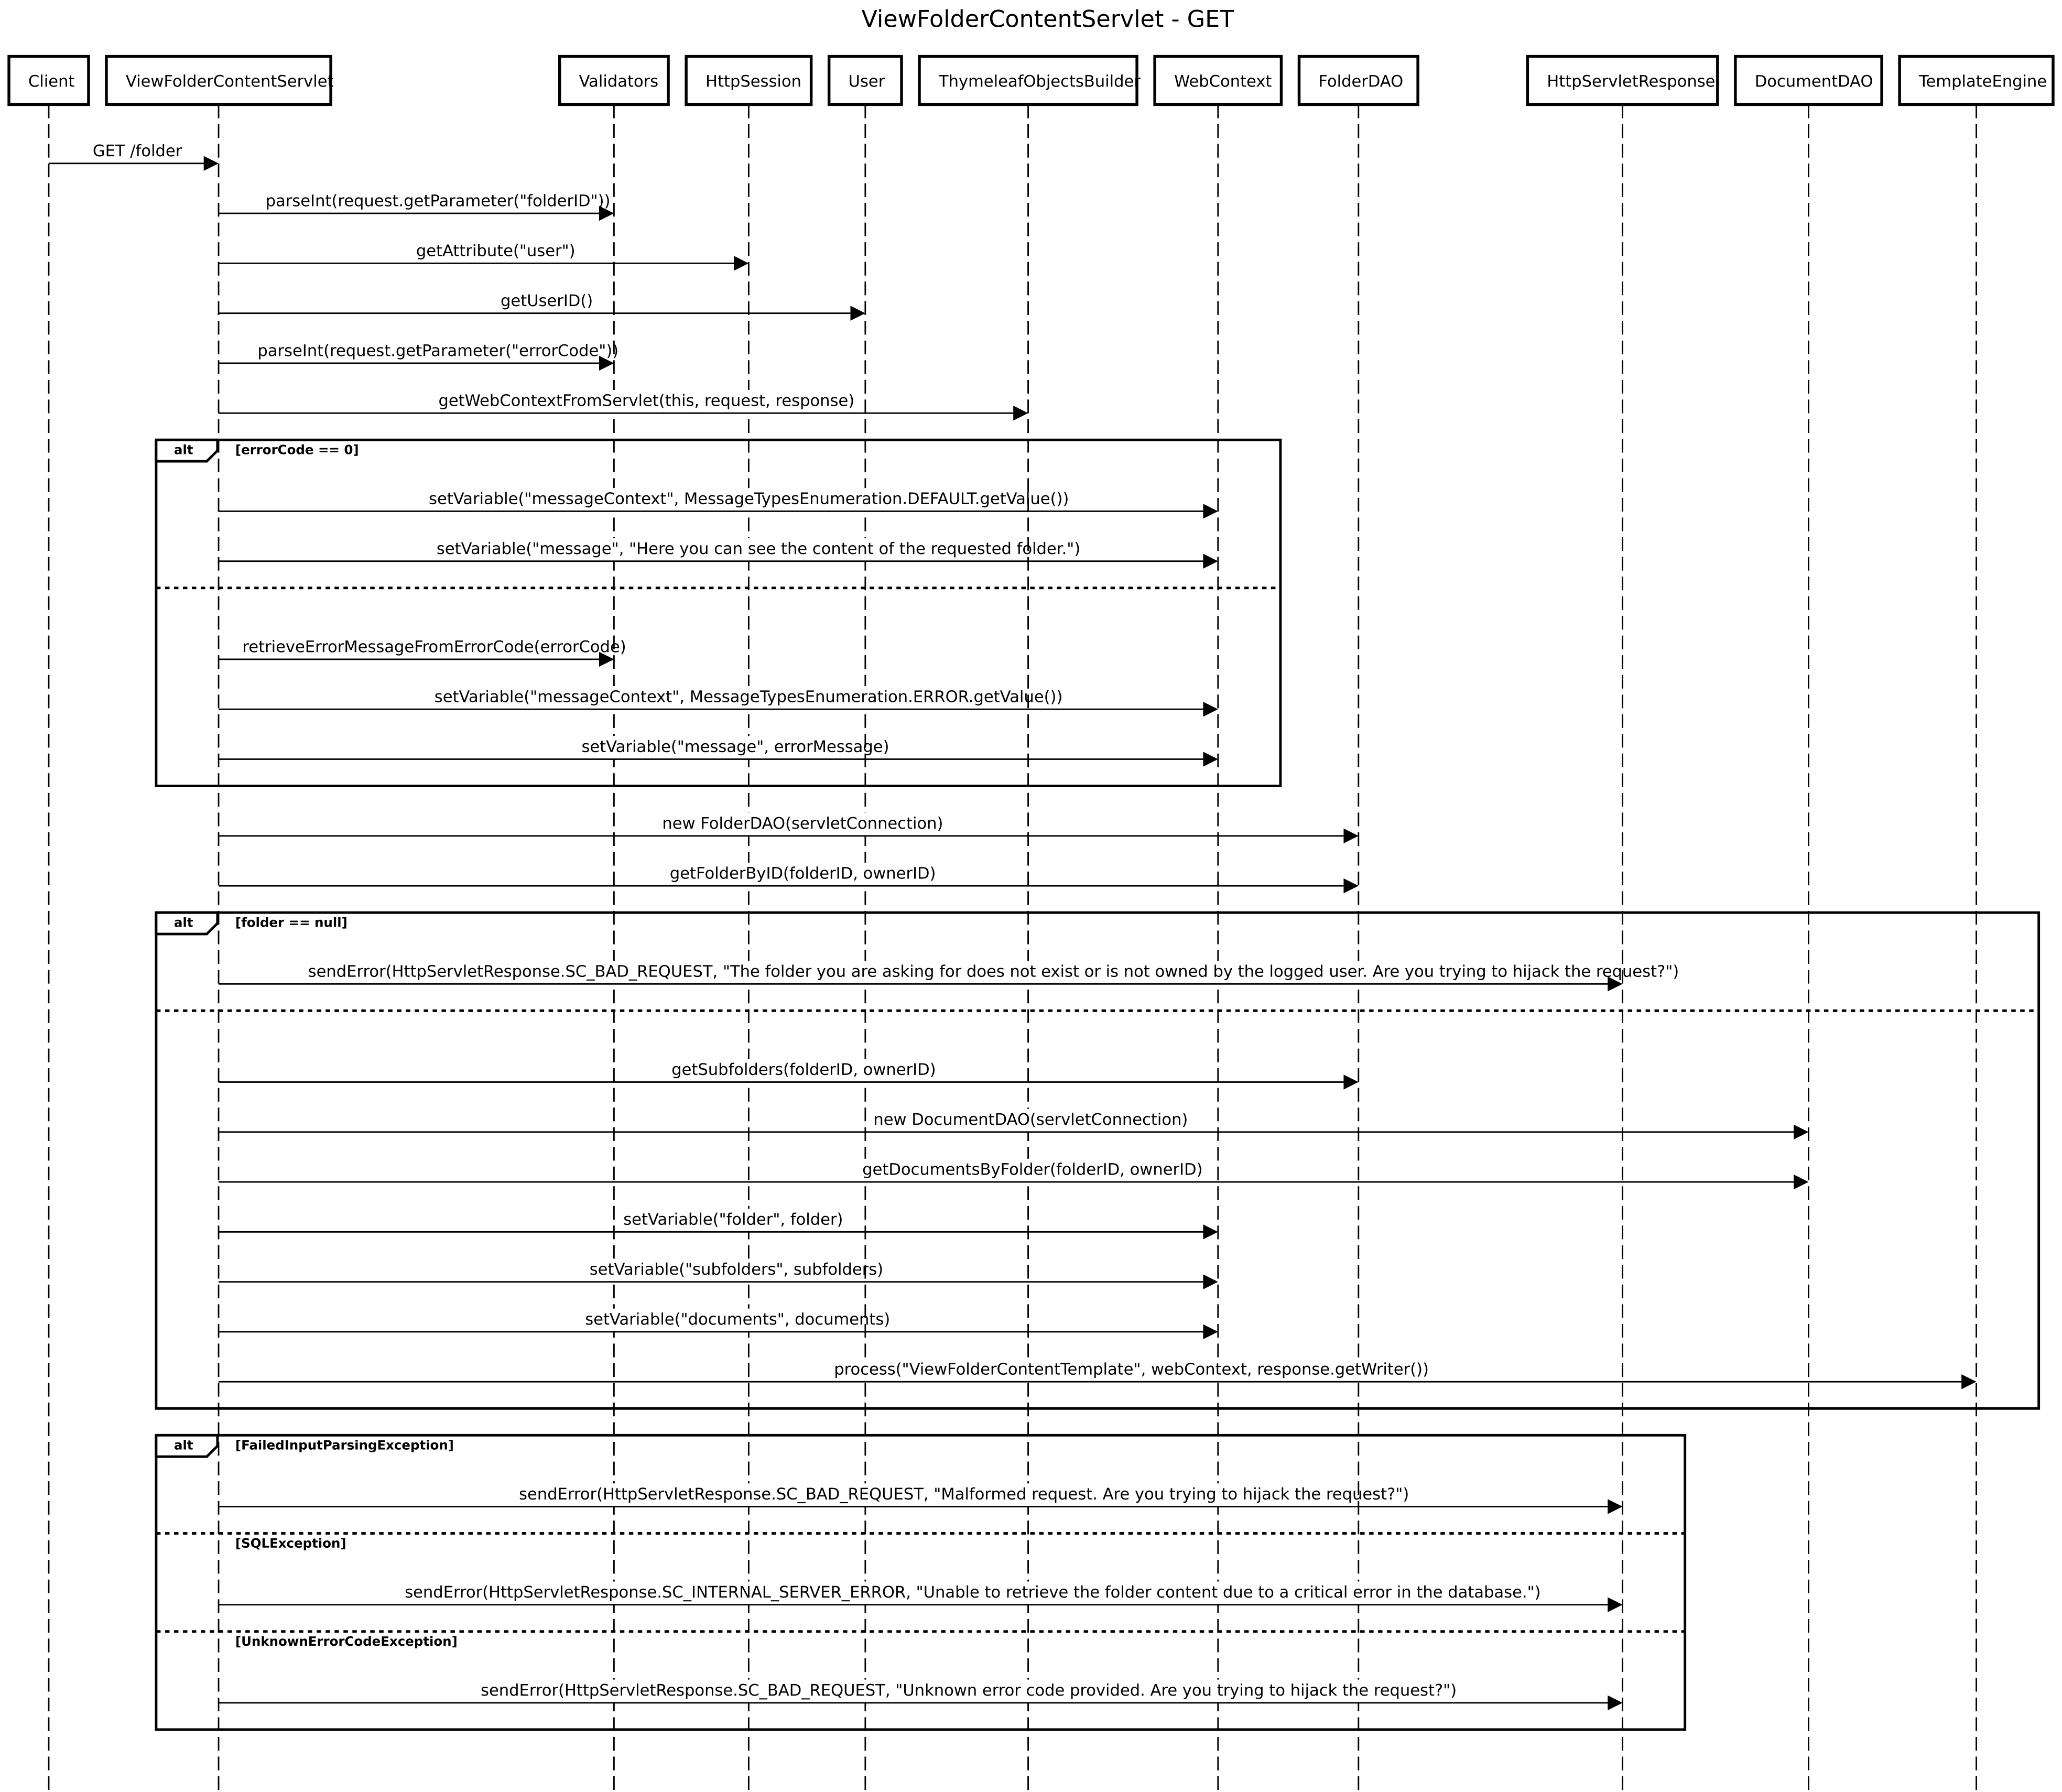 ViewFolderContentServlet - GET
Client
ViewFolderContentServlet
Validators
HttpSession
User
ThymeleafObjectsBuilder
WebContext
FolderDAO
HttpServletResponse
DocumentDAO
TemplateEngine
GET /folder
parseInt(request.getParameter("folderID"))
getAttribute("user")
getUserID()
parseInt(request.getParameter("errorCode"))
getWebContextFromServlet(this, request, response)
alt
[errorCode == 0]
setVariable("messageContext", MessageTypesEnumeration.DEFAULT.getValue())
setVariable("message", "Here you can see the content of the requested folder.")
retrieveErrorMessageFromErrorCode(errorCode)
setVariable("messageContext", MessageTypesEnumeration.ERROR.getValue())
setVariable("message", errorMessage)
new FolderDAO(servletConnection)
getFolderByID(folderID, ownerID)
alt
[folder == null]
sendError(HttpServletResponse.SC_BAD_REQUEST, "The folder you are asking for does not exist or is not owned by the logged user. Are you trying to hijack the request?")
getSubfolders(folderID, ownerID)
new DocumentDAO(servletConnection)
getDocumentsByFolder(folderID, ownerID)
setVariable("folder", folder)
setVariable("subfolders", subfolders)
setVariable("documents", documents)
process("ViewFolderContentTemplate", webContext, response.getWriter())
alt
[FailedInputParsingException]
sendError(HttpServletResponse.SC_BAD_REQUEST, "Malformed request. Are you trying to hijack the request?")
[SQLException]
sendError(HttpServletResponse.SC_INTERNAL_SERVER_ERROR, "Unable to retrieve the folder content due to a critical error in the database.")
[UnknownErrorCodeException]
sendError(HttpServletResponse.SC_BAD_REQUEST, "Unknown error code provided. Are you trying to hijack the request?")